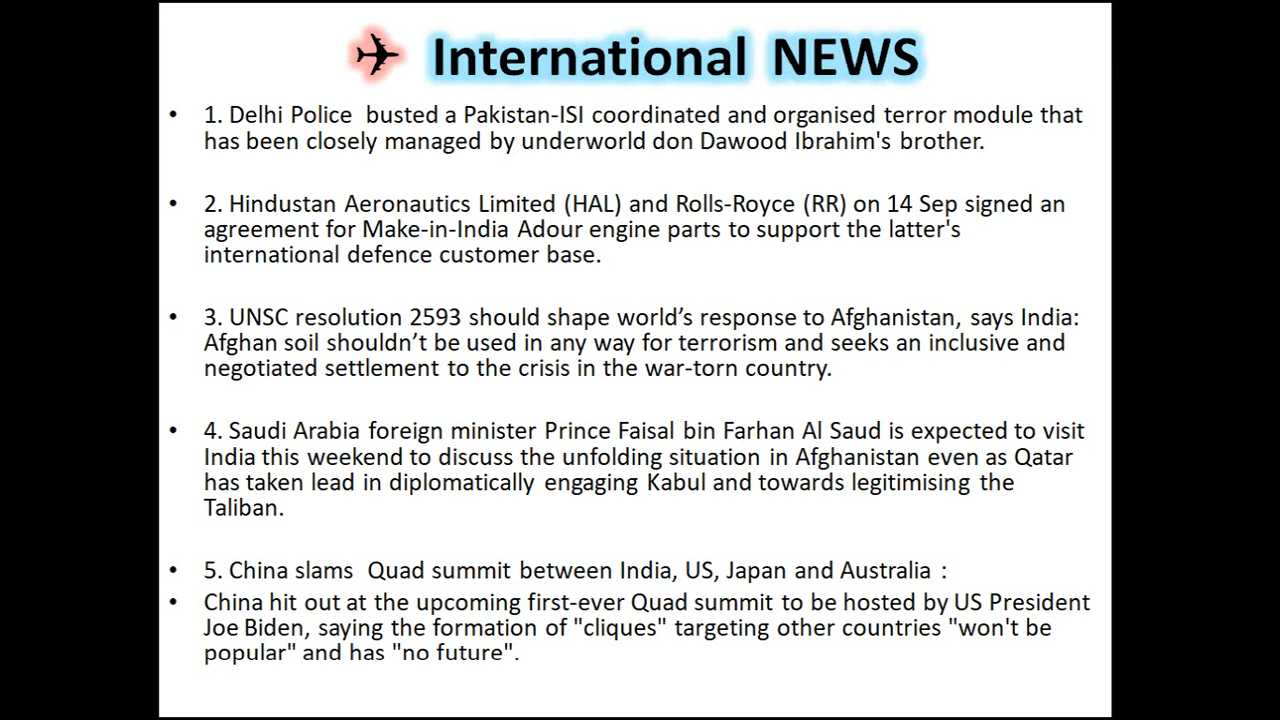 ✈ International NEWS
• 1. Delhi Police busted a Pakistan-ISI coordinated and organised terror module that
has been closely managed by underworld don Dawood Ibrahim's brother.
• 2. Hindustan Aeronautics Limited (HAL) and Rolls-Royce (RR) on 14 Sep signed an
agreement for Make-in-India Adour engine parts to support the latter's
international defence customer base.
• 3. UNSC resolution 2593 should shape world’s response to Afghanistan, says India:
Afghan soil shouldn’t be used in any way for terrorism and seeks an inclusive and
negotiated settlement to the crisis in the war-torn country.
• 4. Saudi Arabia foreign minister Prince Faisal bin Farhan Al Saud is expected to visit
India this weekend to discuss the unfolding situation in Afghanistan even as Qatar
has taken lead in diplomatically engaging Kabul and towards legitimising the
Taliban.
• 5. China slams Quad summit between India, US, Japan and Australia :
• China hit out at the upcoming first-ever Quad summit to be hosted by US President
Joe Biden, saying the formation of "cliques" targeting other countries "won't be
popular" and has "no future".